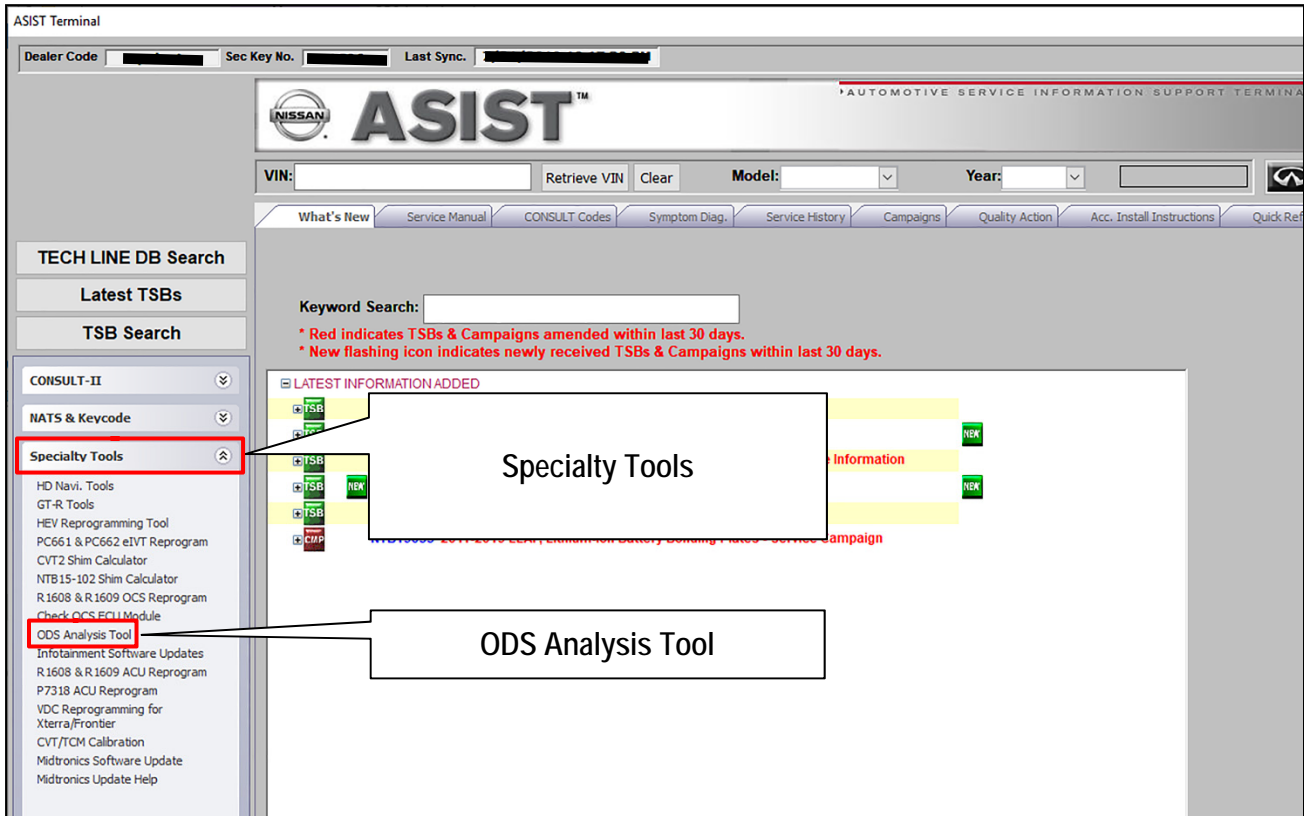 ASIST Terminal
Dealer Code Sec Key No. Last Sync.
NISSAN ASIST™
AUTOMOTIVE SERVICE INFORMATION SUPPORT TERMINA
VIN: Retrieve VIN Clear Model: Year:
What's New Service Manual CONSULT Codes Symptom Diag. Service History Campaigns Quality Action Acc. Install Instructions Quick Ref
TECH LINE DB Search
Latest TSBs
TSB Search
Keyword Search:
* Red indicates TSBs & Campaigns amended within last 30 days.
* New flashing icon indicates newly received TSBs & Campaigns within last 30 days.
CONSULT-II
NATS & Keycode
Specialty Tools
HD Navi. Tools
GT-R Tools
HEV Reprogramming Tool
PC661 & PC662 eIVT Reprogram
CVT2 Shim Calculator
NTB15-102 Shim Calculator
R1608 & R1609 OCS Reprogram
Check OCS ECU Module
ODS Analysis Tool
Infotainment Software Updates
R1608 & R1609 ACU Reprogram
P7318 ACU Reprogram
VDC Reprogramming for
Xterra/Frontier
CVT/TCM Calibration
Midtronics Software Update
Midtronics Update Help
LATEST INFORMATION ADDED
TSB
TSB NEW
TSB Information
TSB NEW NEW
TSB
CMP Campaign
Specialty Tools
ODS Analysis Tool